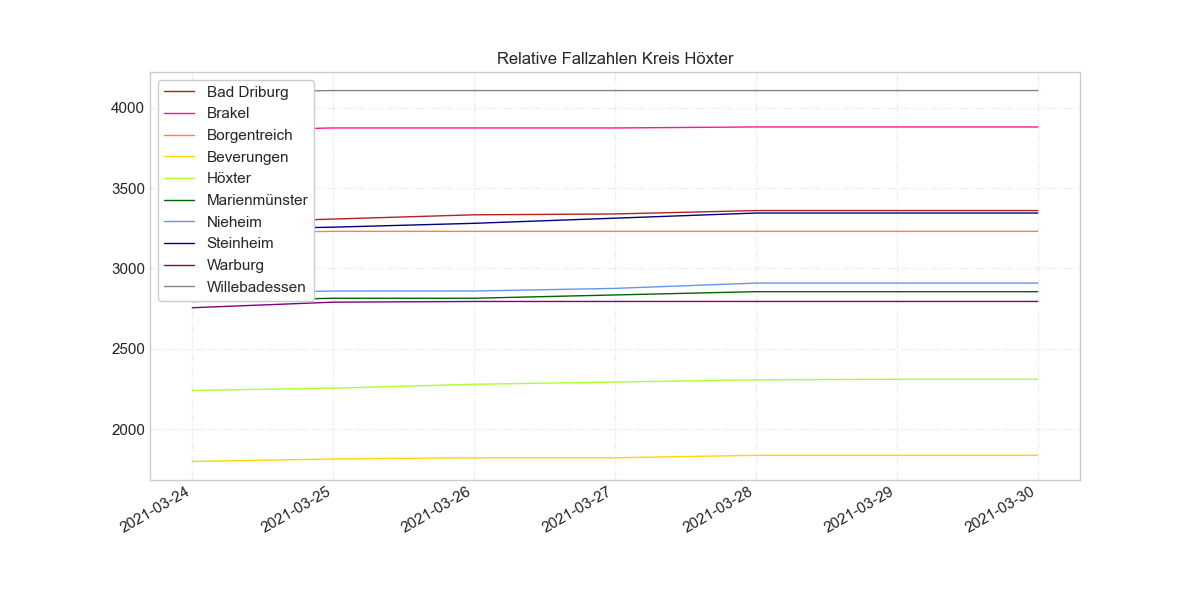 Relative Fallzahlen Kreis Höxter
Bad Driburg
Brakel
Borgentreich
Beverungen
Höxter
Marienmünster
Nieheim
Steinheim
Warburg
Willebadessen
4000
3500
3000
2500
2000
2021-03-24
2021-03-25
2021-03-26
2021-03-27
2021-03-28
2021-03-29
2021-03-30